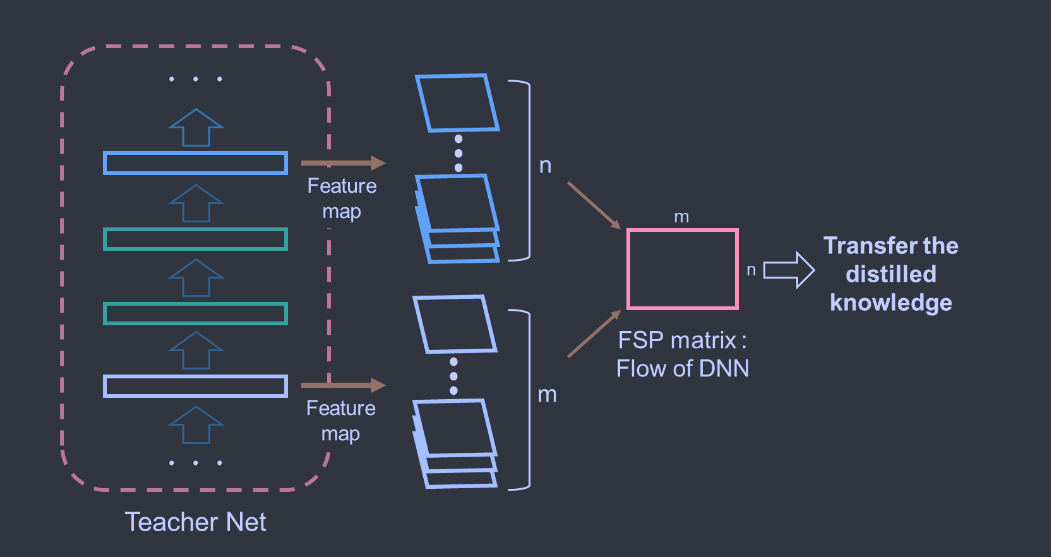 Feature
map
n
m
n
Transfer the
distilled
knowledge
FSP matrix :
Flow of DNN
Feature
map
m
Teacher Net